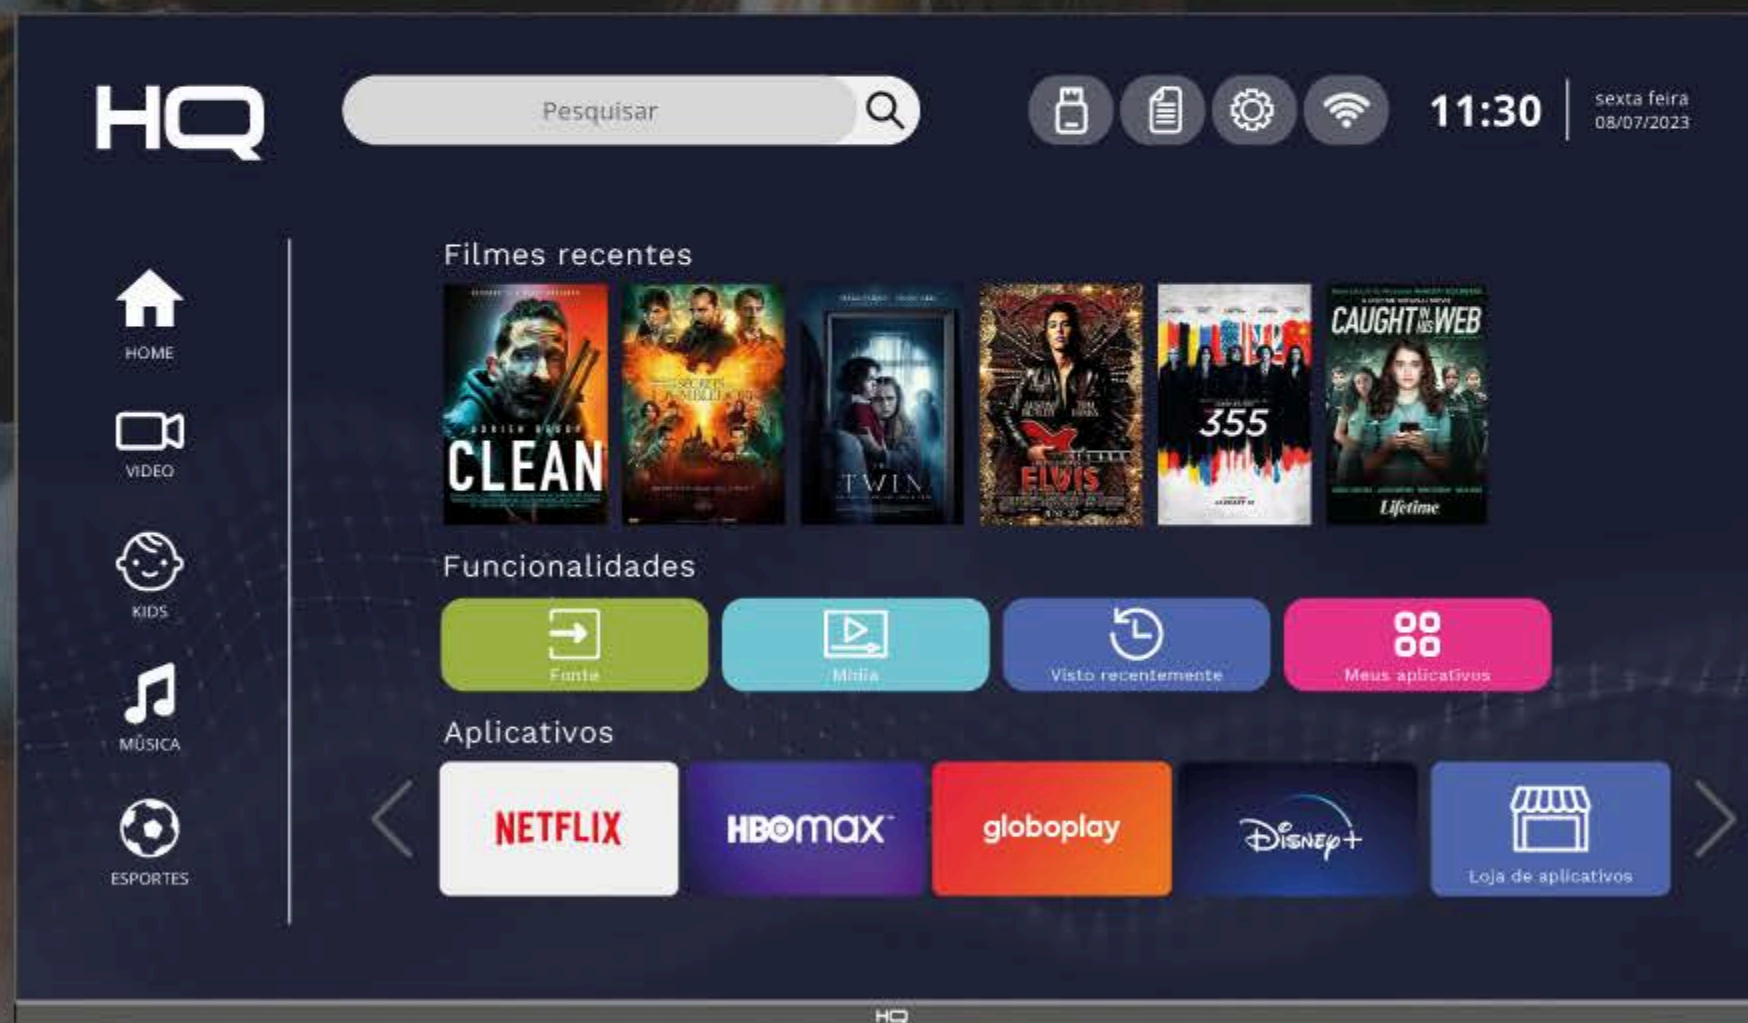 HQ
Pesquisar
11:30
sexta feira
08/07/2023
HOME
VIDEO
KIDS
MÚSICA
ESPORTES
Filmes recentes
CLEAN
TWIN
ELVIS
355
CAUGHT IN HIS WEB
Lifetime
Funcionalidades
Fonte
Mídia
Visto recentemente
Meus aplicativos
Aplicativos
NETFLIX
HBOmax
globoplay
Disney+
Loja de aplicativos
HQ